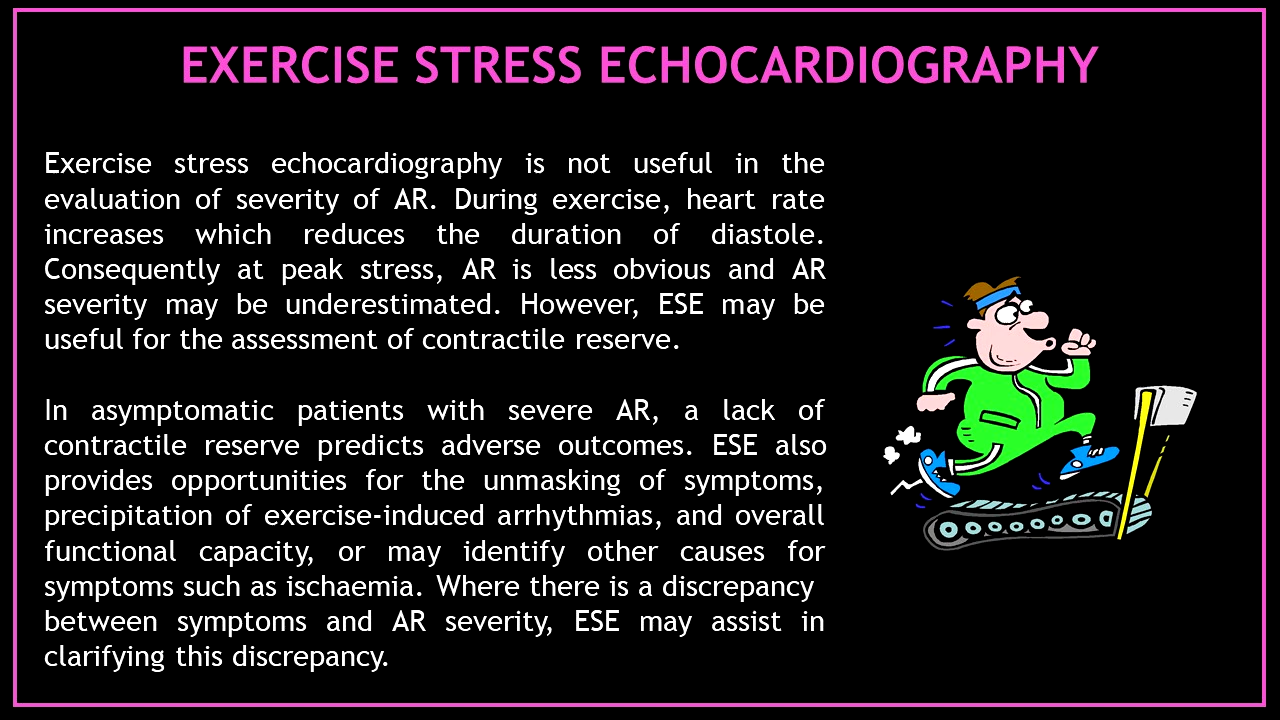 EXERCISE STRESS ECHOCARDIOGRAPHY
Exercise stress echocardiography is not useful in the
evaluation of severity of AR. During exercise, heart rate
increases which reduces the duration of diastole.
Consequently at peak stress, AR is less obvious and AR
severity may be underestimated. However, ESE may be
useful for the assessment of contractile reserve.
In asymptomatic patients with severe AR, a lack of
contractile reserve predicts adverse outcomes. ESE also
provides opportunities for the unmasking of symptoms,
precipitation of exercise-induced arrhythmias, and overall
functional capacity, or may identify other causes for
symptoms such as ischaemia. Where there is a discrepancy
between symptoms and AR severity, ESE may assist in
clarifying this discrepancy.